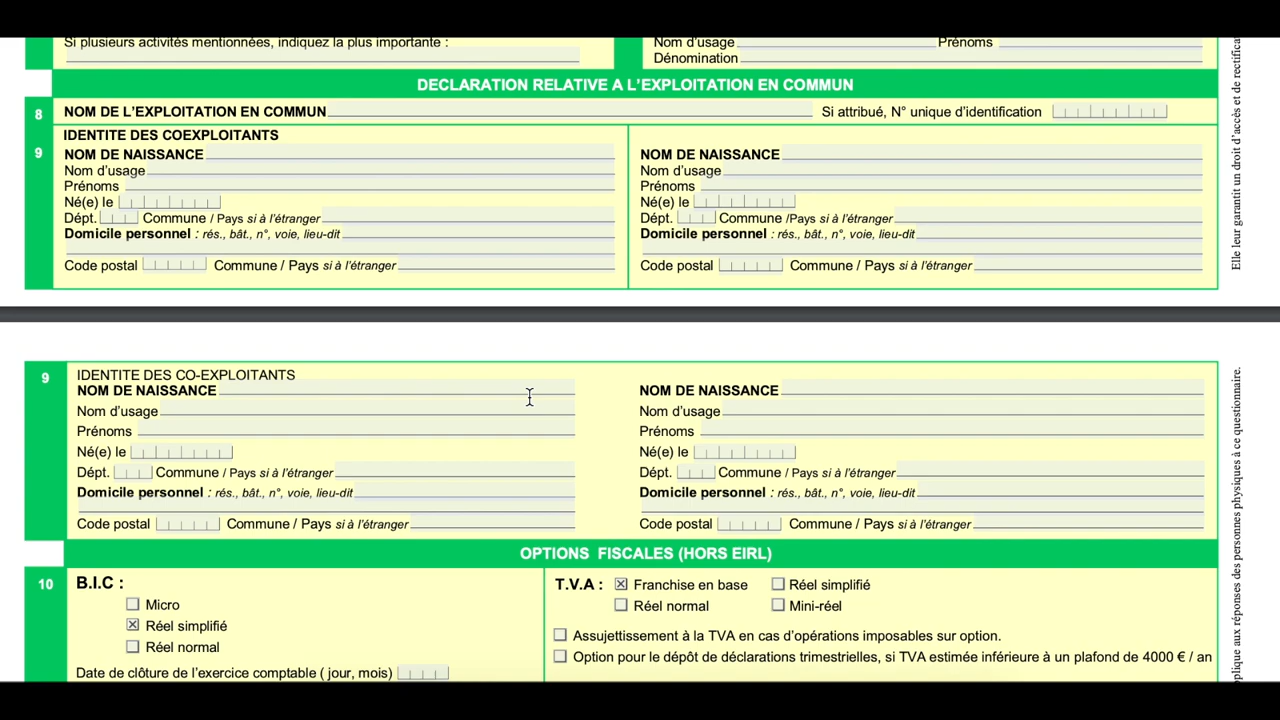 Si plusieurs activités mentionnées, indiquez la plus importante :
Nom d'usage Prénoms
Dénomination
DECLARATION RELATIVE A L'EXPLOITATION EN COMMUN
8 NOM DE L'EXPLOITATION EN COMMUN Si attribué, N° unique d'identification
IDENTITE DES COEXPLOITANTS
9
NOM DE NAISSANCE
Nom d'usage
Prénoms
Né(e) le
Dépt. Commune / Pays si à l'étranger
Domicile personnel : rés., bât., n°, voie, lieu-dit
Code postal Commune / Pays si à l'étranger
NOM DE NAISSANCE
Nom d'usage
Prénoms
Né(e) le
Dépt. Commune /Pays si à l'étranger
Domicile personnel : rés., bât., n°, voie, lieu-dit
Code postal Commune / Pays si à l'étranger
9 IDENTITE DES CO-EXPLOITANTS
NOM DE NAISSANCE
Nom d'usage
Prénoms
Né(e) le
Dépt. Commune / Pays si à l'étranger
Domicile personnel : rés., bât., n°, voie, lieu-dit
Code postal Commune / Pays si à l'étranger
NOM DE NAISSANCE
Nom d'usage
Prénoms
Né(e) le
Dépt. Commune / Pays si à l'étranger
Domicile personnel : rés., bât., n°, voie, lieu-dit
Code postal Commune / Pays si à l'étranger
OPTIONS FISCALES (HORS EIRL)
10 B.I.C :
Micro
Réel simplifié
Réel normal
Date de clôture de l'exercice comptable ( jour, mois)
T.V.A : Franchise en base Réel simplifié
Réel normal Mini-réel
Assujettissement à la TVA en cas d'opérations imposables sur option.
Option pour le dépôt de déclarations trimestrielles, si TVA estimée inférieure à un plafond de 4000 € / an
Elle leur garantit un droit d'accès et de
aux réponses des personnes physiques à ce questionnaire.